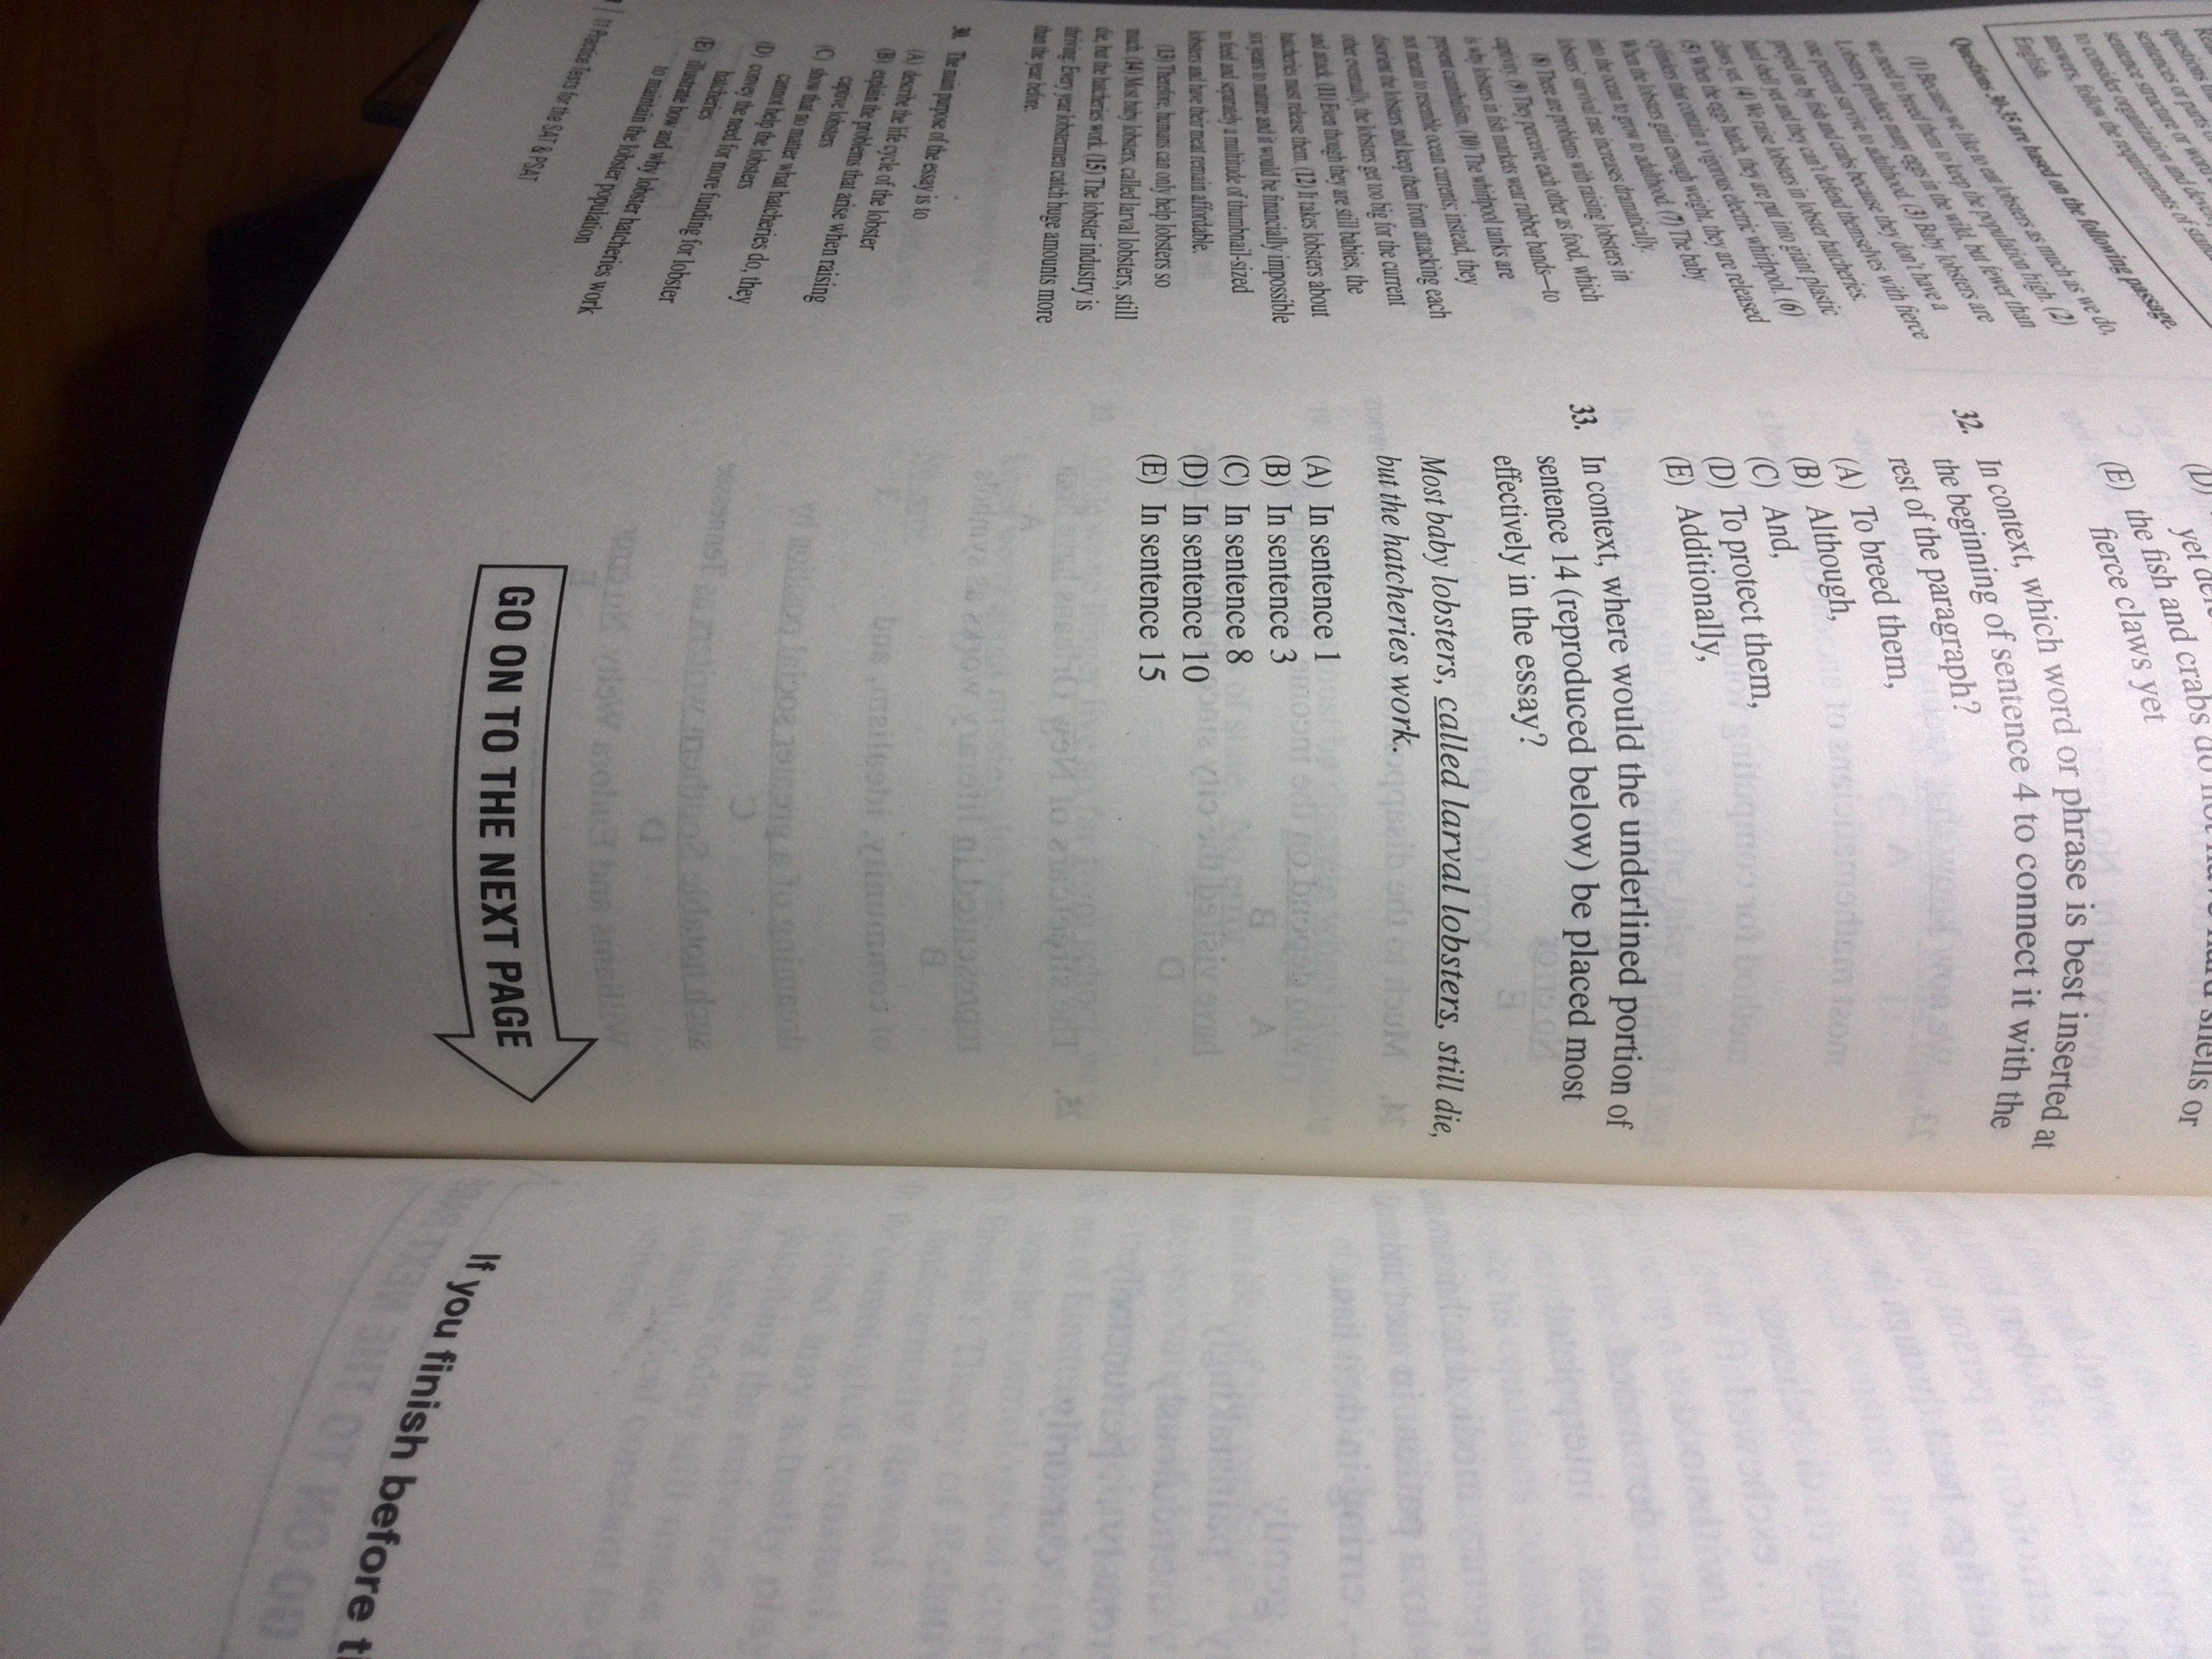 questions
sentences or parts
sentence structure or word
to consider organization and
answers, follow the requirements of
English.
Questions 30-35 are based on the following passage.
(1) Because we like to eat lobsters as much as we do,
we need to breed them to keep the population high. (2)
Lobsters produce many eggs in the wild, but fewer than
one percent survive to adulthood. (3) Baby lobsters are
preyed on by fish and crabs because they don't have a
hard shell yet and they can't defend themselves with fierce
claws yet. (4) We raise lobsters in lobster hatcheries.
(5) When the eggs hatch, they are put into giant plastic
cylinders that contain a vigorous electric whirlpool. (6)
When the lobsters gain enough weight, they are released
into the ocean to grow to adulthood. (7) The baby
lobsters' survival rate increases dramatically.
(8) There are problems with raising lobsters in
captivity. (9) They perceive each other as food, which
is why lobsters in fish markets wear rubber bands—to
prevent cannibalism. (10) The whirlpool tanks are
not meant to resemble ocean currents; instead, they
disorient the lobsters and keep them from attacking each
other eventually, the lobsters get too big for the current
and attack. (11) Even though they are still babies, the
hatcheries must release them. (12) It takes lobsters about
six years to mature and it would be financially impossible
to feed and separately a multitude of thumbnail-sized
lobsters and have their meat remain affordable.
(13) Therefore, humans can only help lobsters so
much. (14) Most baby lobsters, called larval lobsters, still
die, but the hatcheries work. (15) The lobster industry is
thriving: Every year lobstermen catch huge amounts more
than the year before.
30. The main purpose of the essay is to
(A) describe the life cycle of the lobster
(B) explain the problems that arise when raising
captive lobsters
(C) show that no matter what hatcheries do, they
cannot help the lobsters
(D) convey the need for more funding for lobster
hatcheries
(E) illustrate how and why lobster hatcheries work
to maintain the lobster population
11 Practice Tests for the SAT & PSAT
(D)
yet
(E) the fish and crabs do not have hard shells or
fierce claws yet
32. In context, which word or phrase is best inserted at
the beginning of sentence 4 to connect it with the
rest of the paragraph?
(A) To breed them,
(B) Although,
(C) And,
(D) To protect them,
(E) Additionally,
33. In context, where would the underlined portion of
sentence 14 (reproduced below) be placed most
effectively in the essay?
Most baby lobsters, called larval lobsters, still die,
but the hatcheries work.
(A) In sentence 1
(B) In sentence 3
(C) In sentence 8
(D) In sentence 10
(E) In sentence 15
GO ON TO THE NEXT PAGE
If you finish before